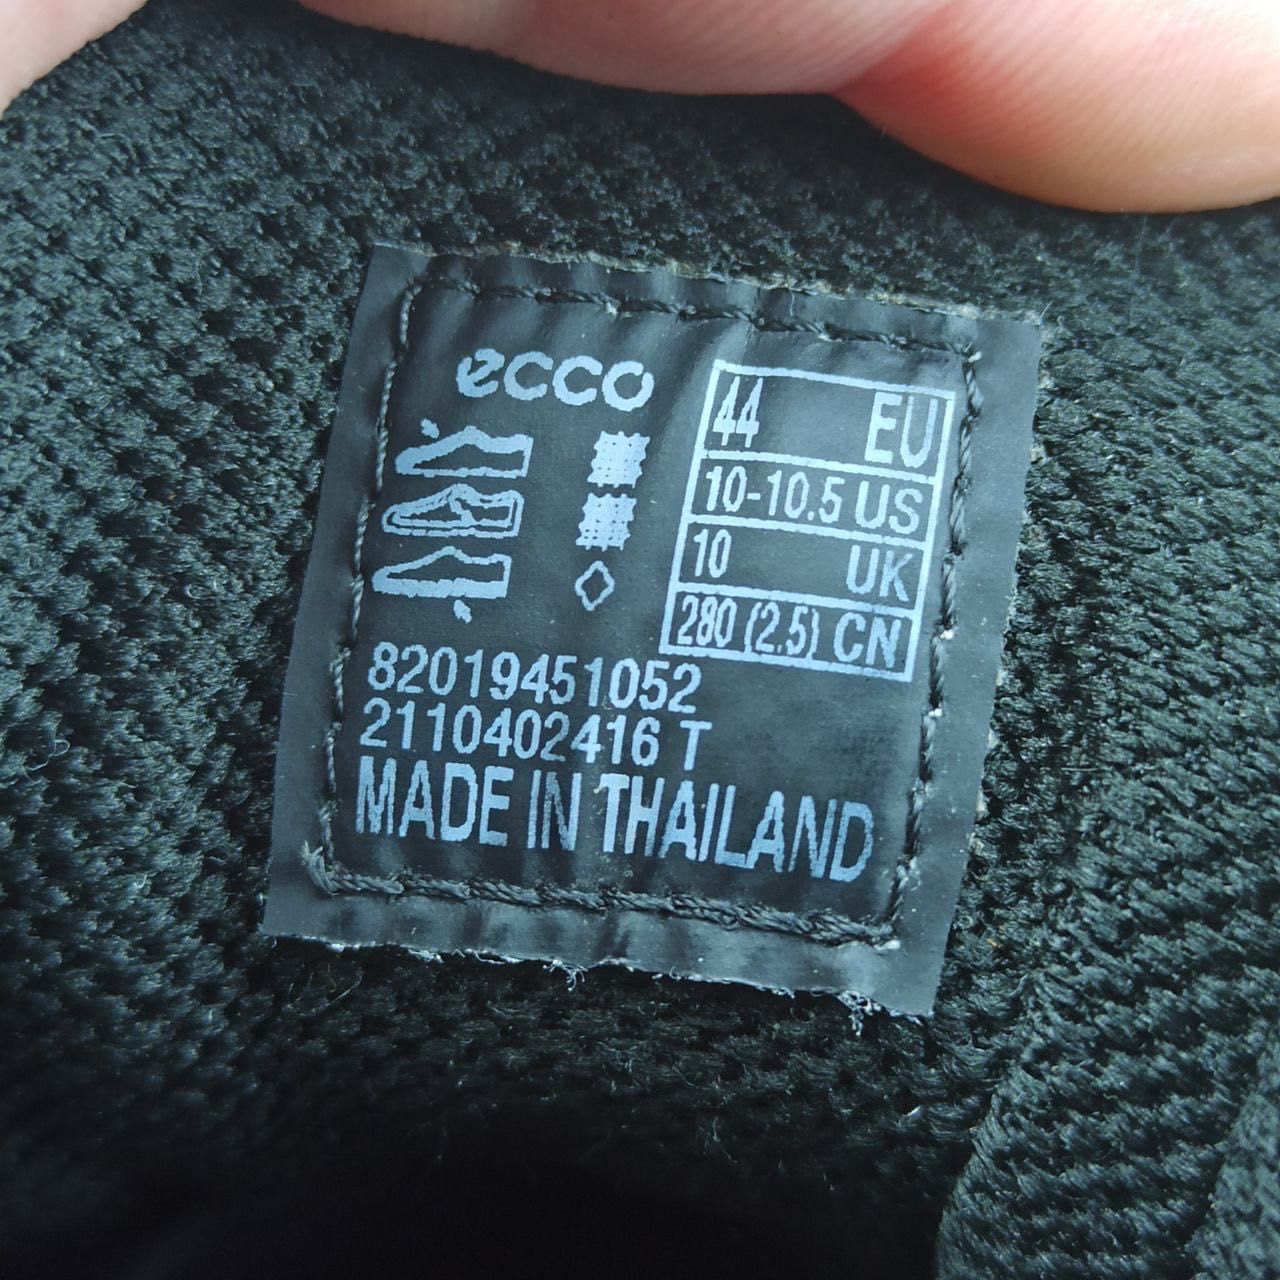 ecco
44 EU
10-10.5 US
10 UK
280 (2.5) CN
82019451052
2110402416 T
MADE IN THAILAND